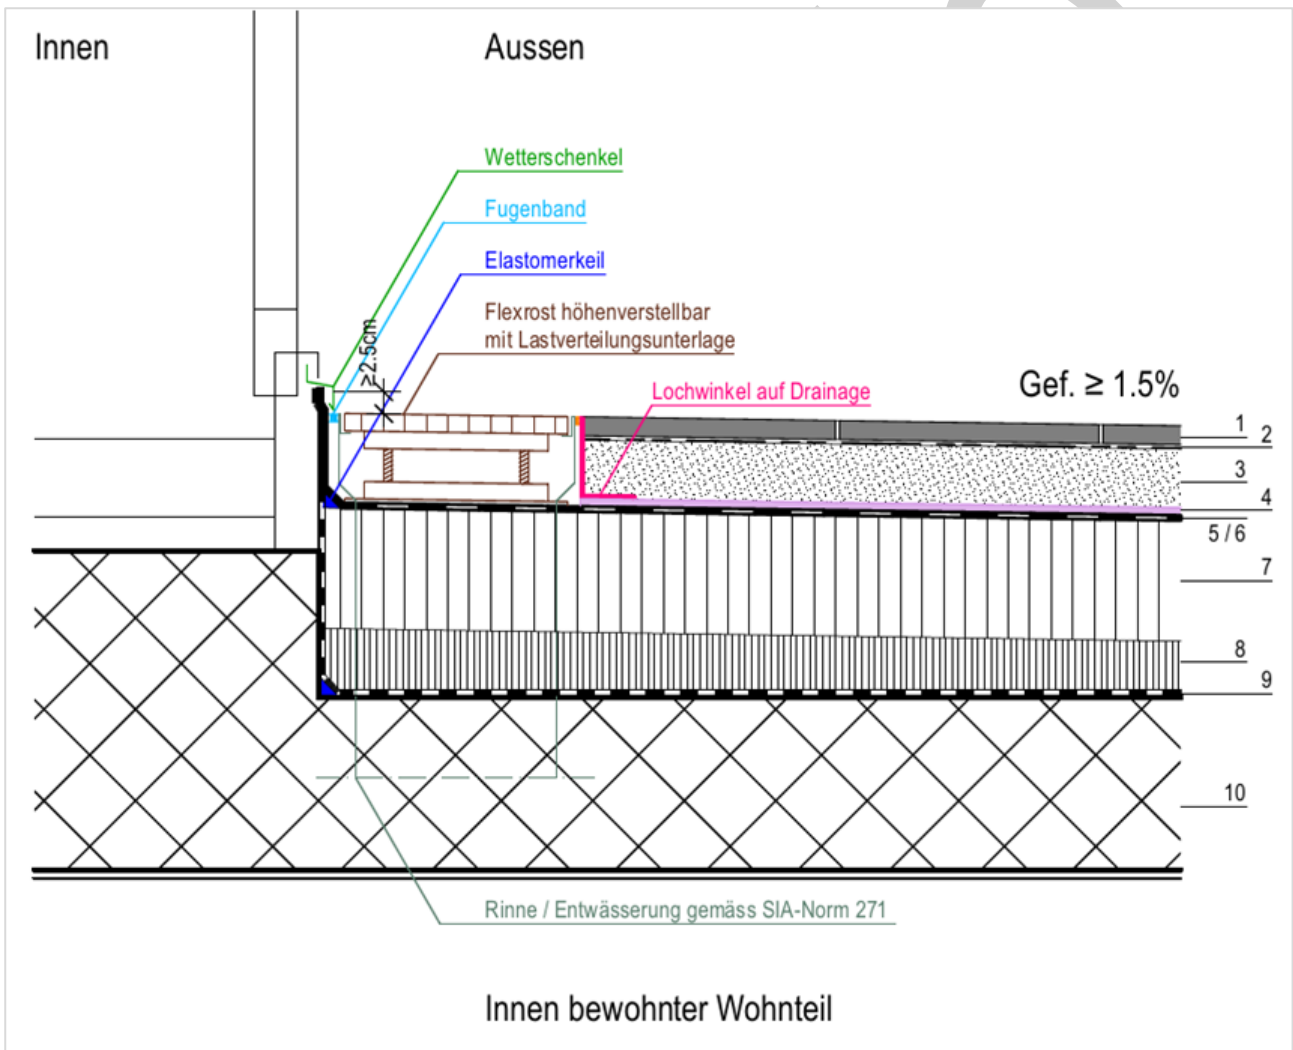 Innen
Aussen
Wetterschenkel
Fugenband
Elastomerkeil
Flexrost höhenverstellbar
mit Lastverteilungsunterlage
≥2.5cm
Lochwinkel auf Drainage
Gef. ≥ 1.5%
1
2
3
4
5 / 6
7
8
9
10
Rinne / Entwässerung gemäss SIA-Norm 271
Innen bewohnter Wohnteil